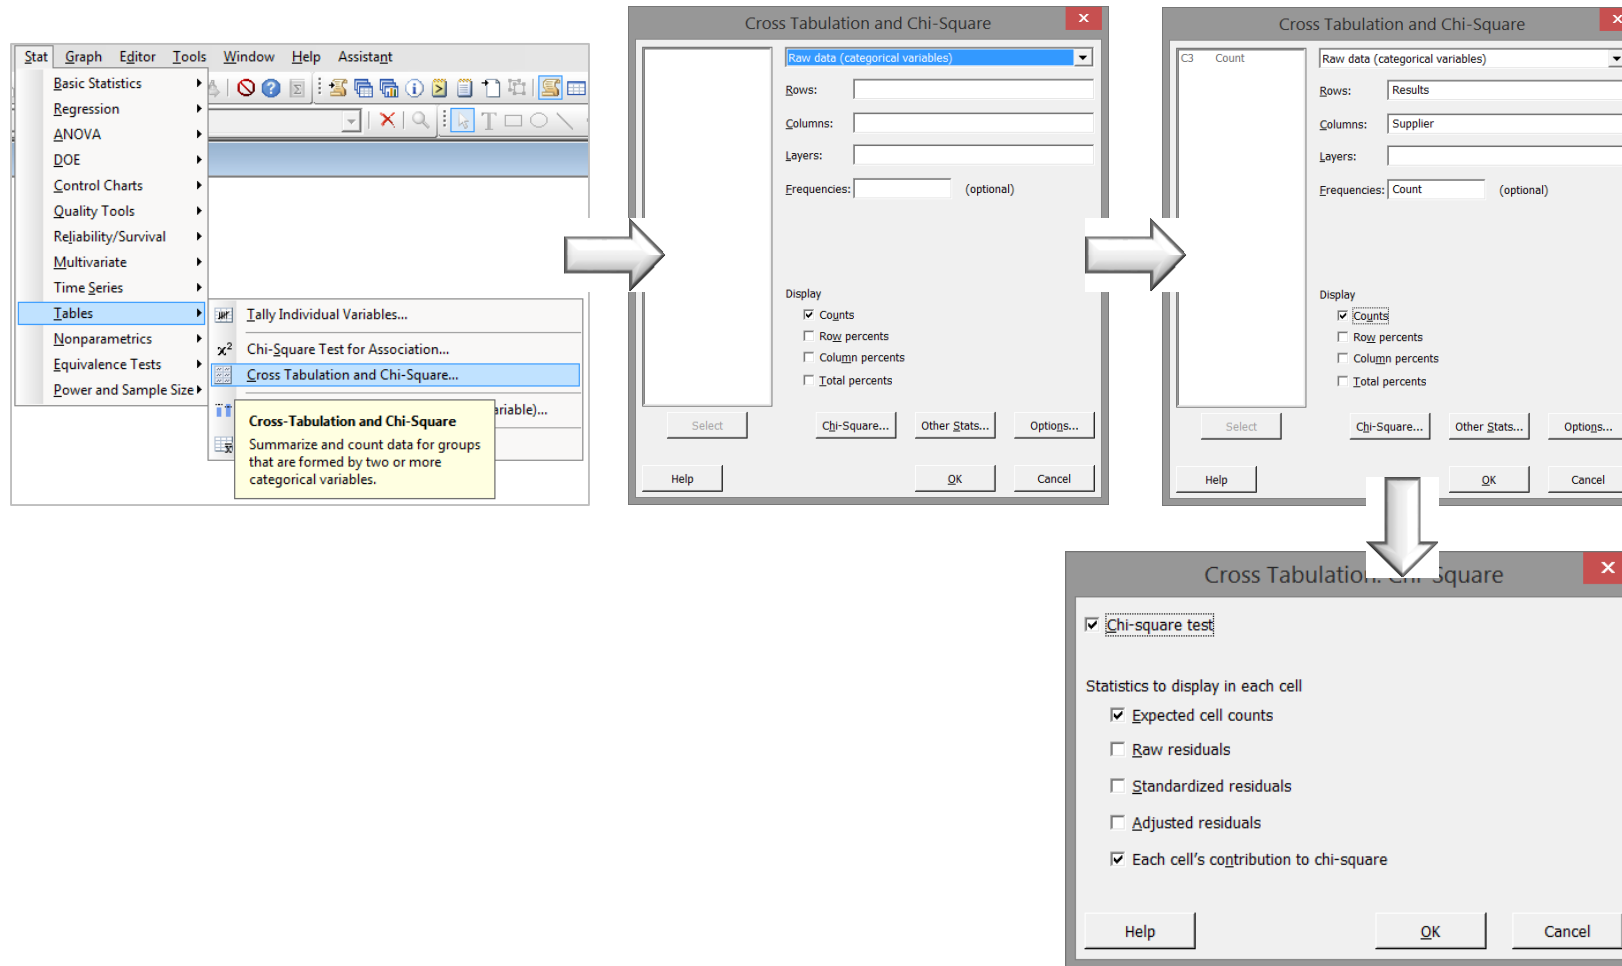 Stat Graph Editor Tools Window Help Assistant
Basic Statistics
Regression
ANOVA
DOE
Control Charts
Quality Tools
Reliability/Survival
Multivariate
Time Series
Tables
Nonparametrics
Equivalence Tests
Power and Sample Size
Tally Individual Variables...
x² Chi-Square Test for Association...
Cross Tabulation and Chi-Square...
ariable)...
Cross-Tabulation and Chi-Square
Summarize and count data for groups
that are formed by two or more
categorical variables.
Cross Tabulation and Chi-Square
Raw data (categorical variables)
Rows:
Columns:
Layers:
Frequencies: (optional)
Display
Counts
Row percents
Column percents
Total percents
Select Chi-Square... Other Stats... Options...
Help OK Cancel
Cross Tabulation and Chi-Square
C3 Count
Raw data (categorical variables)
Rows: Results
Columns: Supplier
Layers:
Frequencies: Count (optional)
Display
Counts
Row percents
Column percents
Total percents
Select Chi-Square... Other Stats... Options...
Help OK Cancel
Cross Tabulation: Chi-Square
Chi-square test
Statistics to display in each cell
Expected cell counts
Raw residuals
Standardized residuals
Adjusted residuals
Each cell's contribution to chi-square
Help OK Cancel